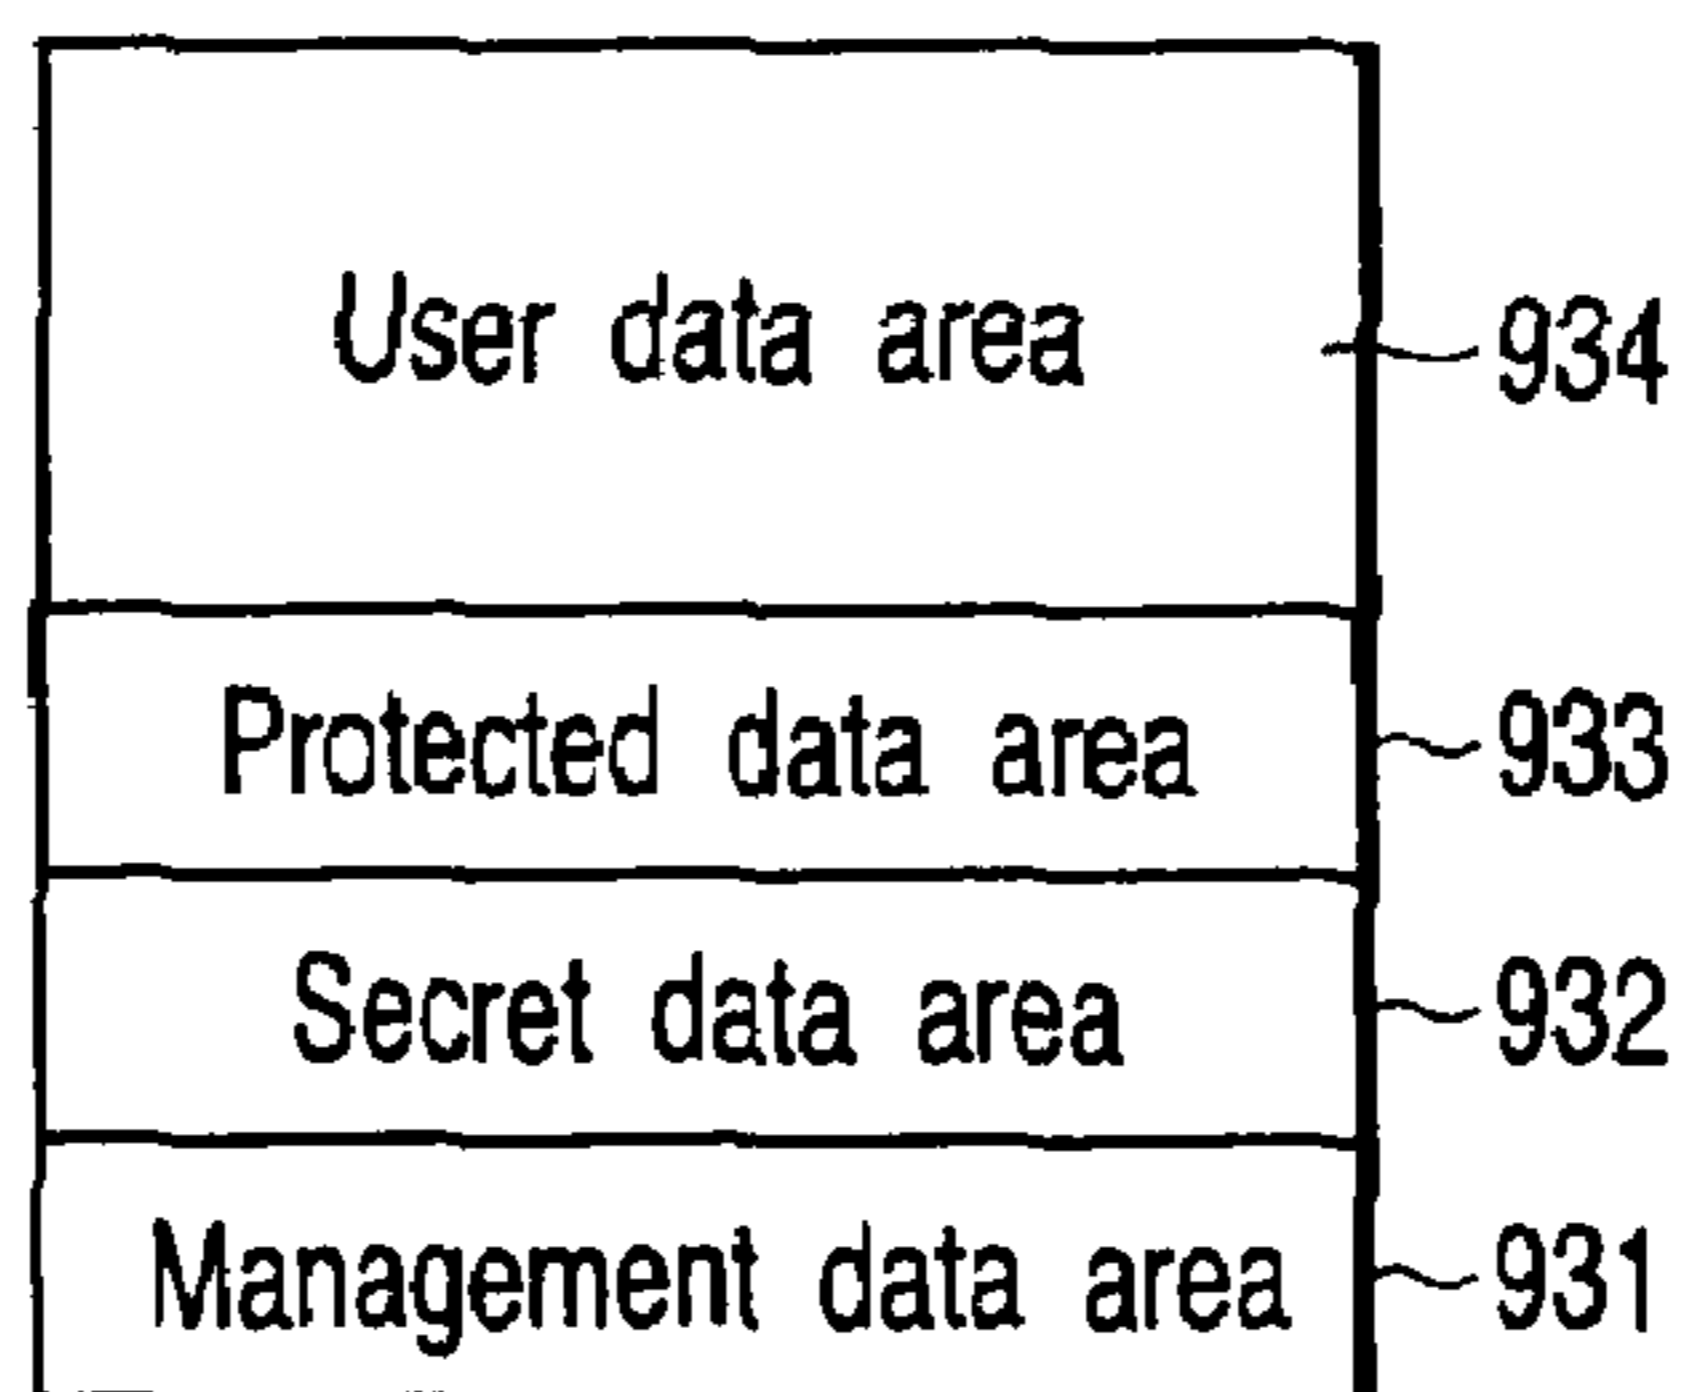 User data area 934
Protected data area 933
Secret data area 932
Management data area 931